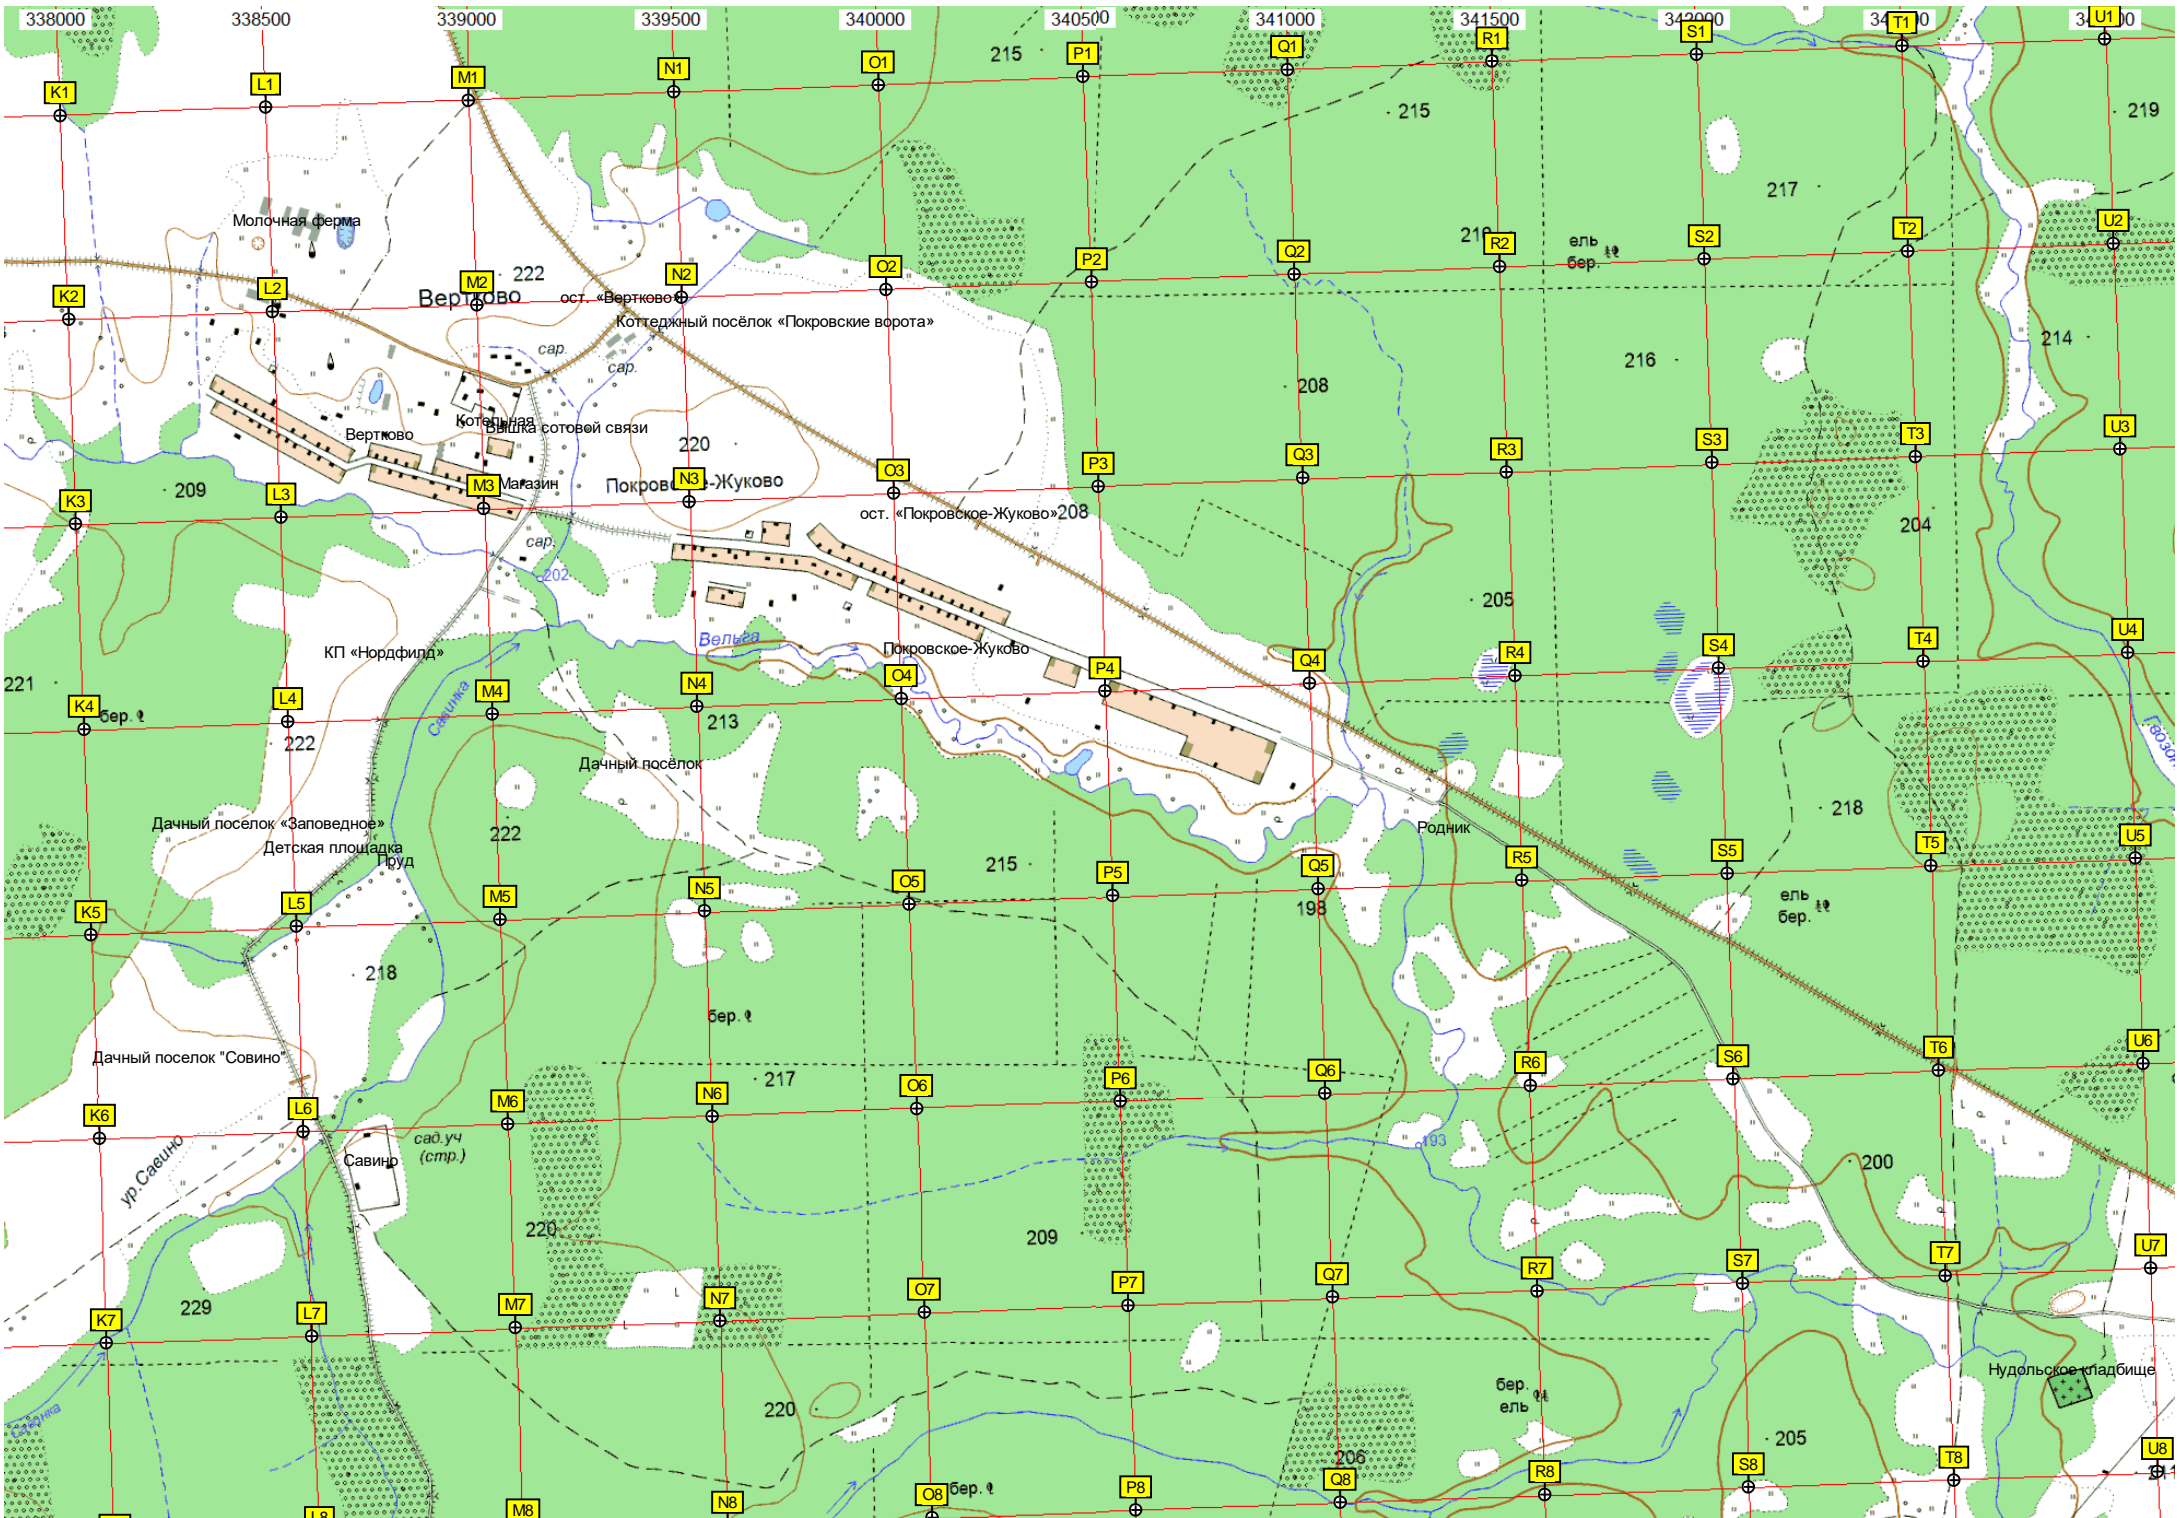 338000 338500 339000 339500 340000 340500 341000 341500 342000
K1 L1 M1 N1 O1 P1 Q1 R1 S1 T1 U1
215
215
219
217
Молочная ферма
K2 L2 M2 N2 O2 P2 Q2 R2 S2 T2 U2
222
Вертково
ост. «Вертково»
Коттеджный посёлок «Покровские ворота»
ель
бер.
сар.
сар.
214
216
208
Котельная
Вышка сотовой связи
Вертково
220
K3 L3 M3 N3 O3 P3 Q3 R3 S3 T3 U3
209
Магазин
ост. «Покровское-Жуково»
208
204
сар.
202
205
Вельга
КП «Нордфилд»
Покровское-Жуково
221
K4 L4 M4 N4 O4 P4 Q4 R4 S4 T4 U4
бер.
Савинка
222
213
Дачный посёлок
218
Дачный поселок «Заповедное»
222
Родник
Детская площадка
Пруд
215
K5 L5 M5 N5 O5 P5 Q5 R5 S5 T5 U5
ель
бер.
198
218
бер.
Дачный поселок "Совино"
217
K6 L6 M6 N6 O6 P6 Q6 R6 S6 T6 U6
сад.уч
(стр.)
193
Савино
ур.Савино
200
220
209
K7 L7 M7 N7 O7 P7 Q7 R7 S7 T7 U7
229
Нудольское кладбище
бер.
ель
220
205
206
L8 M8 N8 O8 P8 Q8 R8 S8 T8 U8
бер.